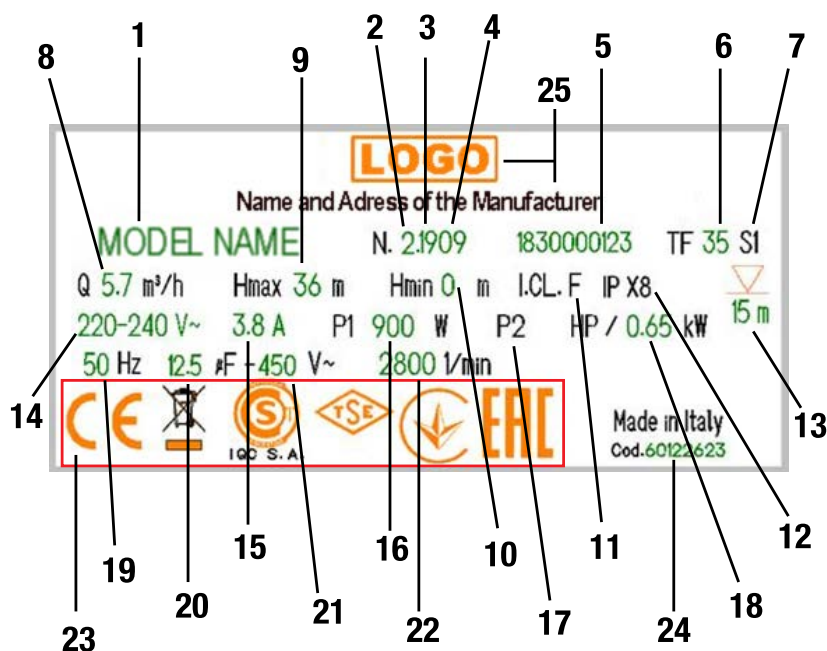 1 2 3 4 5 6 7
8 9 25
LOGO
Name and Adress of the Manufacturer
MODEL NAME N. 2.1909 1830000123 TF 35 S1
Q 5.7 m³/h Hmax 36 m Hmin 0 m I.CL. F IP X8
15 m
220-240 V~ 3.8 A P1 900 W P2 HP / 0.65 kW
50 Hz 12.5 µF - 450 V~ 2800 1/min
CE S TSE EAC
IQC S.A.
Made in Italy
Cod.60122623
14 13
15 16 10 11 12
19 20 21 22 17 18
23 24